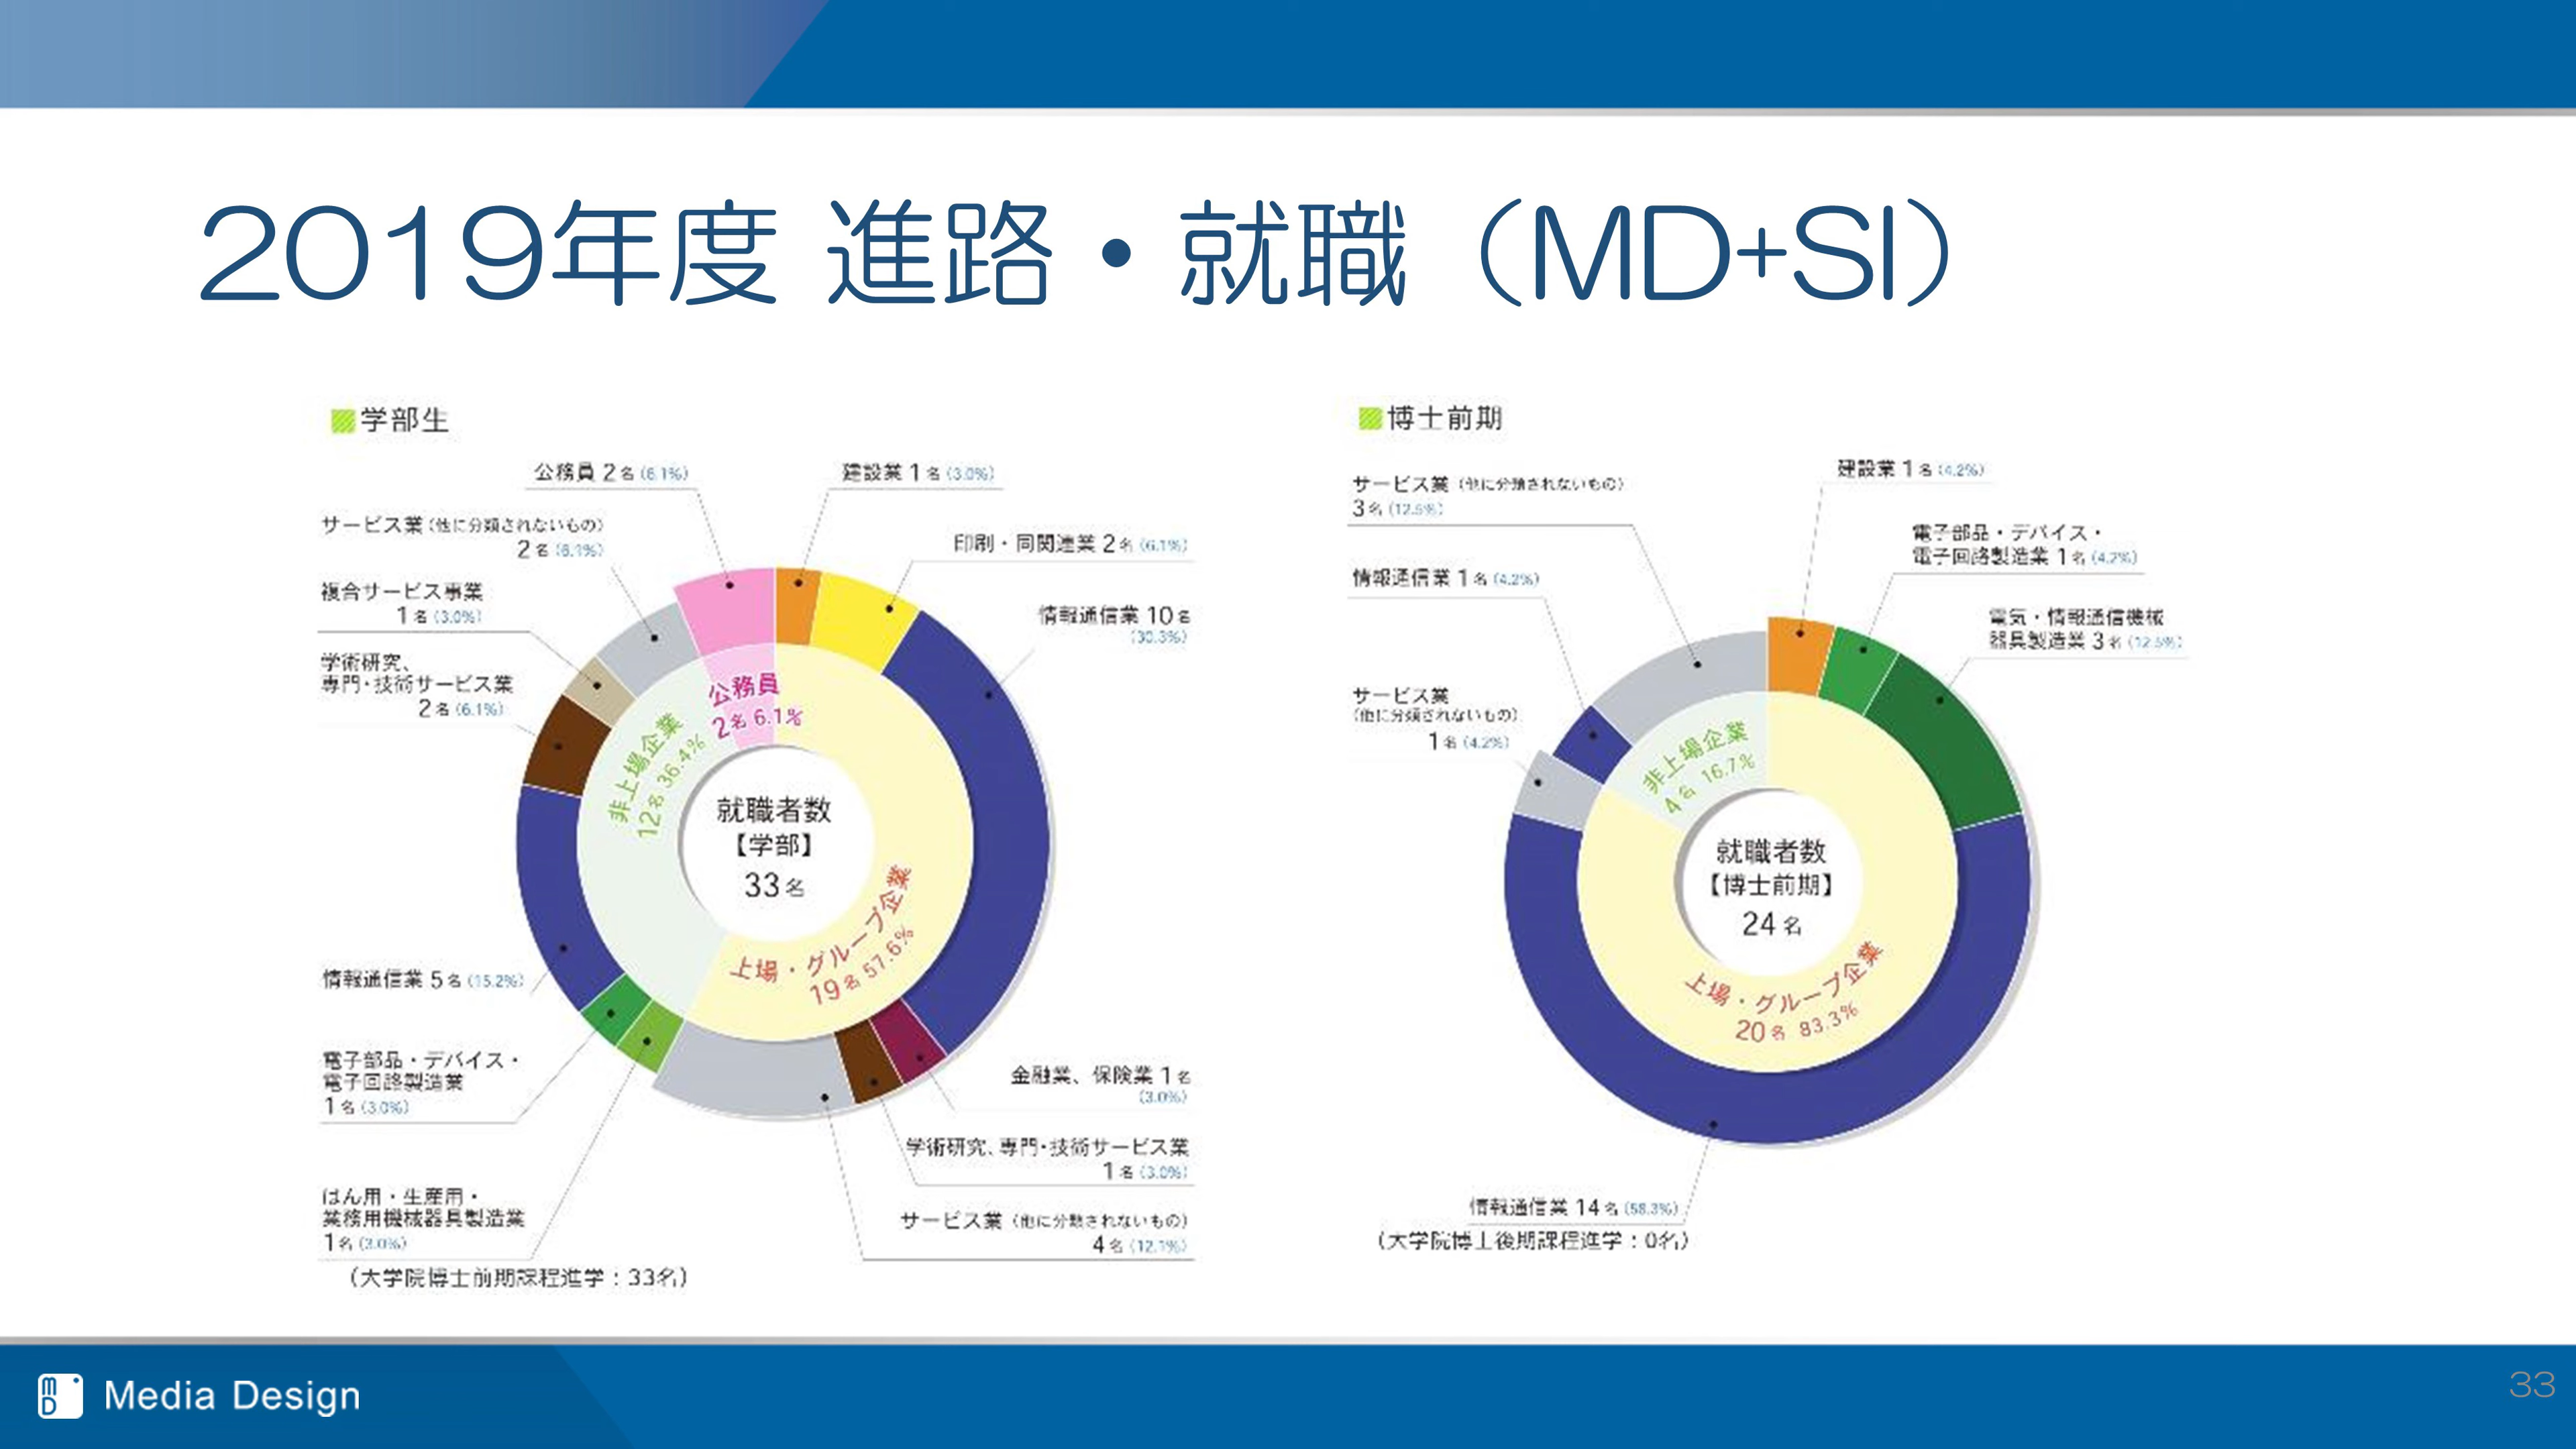 2019年度 進路・就職（MD+SI）
学部生
公務員 2名 (6.1%)
建設業 1名 (3.0%)
サービス業（他に分類されないもの）
2名 (6.1%)
印刷・同関連業 2名 (6.1%)
複合サービス事業
1名 (3.0%)
情報通信業 10名
(30.3%)
学術研究、
専門・技術サービス業
2名 (6.1%)
公務員
2名 6.1%
非上場企業
12名 36.4%
就職者数
【学部】
33名
上場・グループ企業
19名 57.6%
情報通信業 5名 (15.2%)
電子部品・デバイス・
電子回路製造業
1名 (3.0%)
金融業、保険業 1名
(3.0%)
学術研究、専門・技術サービス業
1名 (3.0%)
はん用・生産用・
業務用機械器具製造業
1名 (3.0%)
サービス業（他に分類されないもの）
4名 (12.1%)
（大学院博士前期課程進学：33名）
博士前期
建設業 1名 (4.2%)
サービス業（他に分類されないもの）
3名 (12.5%)
電子部品・デバイス・
電子回路製造業 1名 (4.2%)
情報通信業 1名 (4.2%)
電気・情報通信機械
器具製造業 3名 (12.5%)
サービス業
（他に分類されないもの）
1名 (4.2%)
非上場企業
4名 16.7%
就職者数
【博士前期】
24名
上場・グループ企業
20名 83.3%
情報通信業 14名 (58.3%)
（大学院博士後期課程進学：0名）
mD
Media Design
33